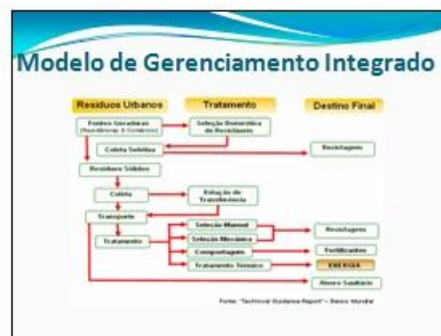 Modelo de Gerenciamento Integrado
Resíduos Urbanos
Tratamento
Destino Final
Fontes Geradoras
(Residências & Comércio)
Seleção Doméstica
de Recicláveis
Coleta Seletiva
Reciclagem
Resíduos Sólidos
Coleta
Estação de
Transferência
Transporte
Tratamento
Seleção Manual
Seleção Mecânica
Reciclagem
Compostagem
Fertilizantes
Tratamento Térmico
ENERGIA
Aterro Sanitário
Fonte: "Technical Guidance Report" – Banco Mundial